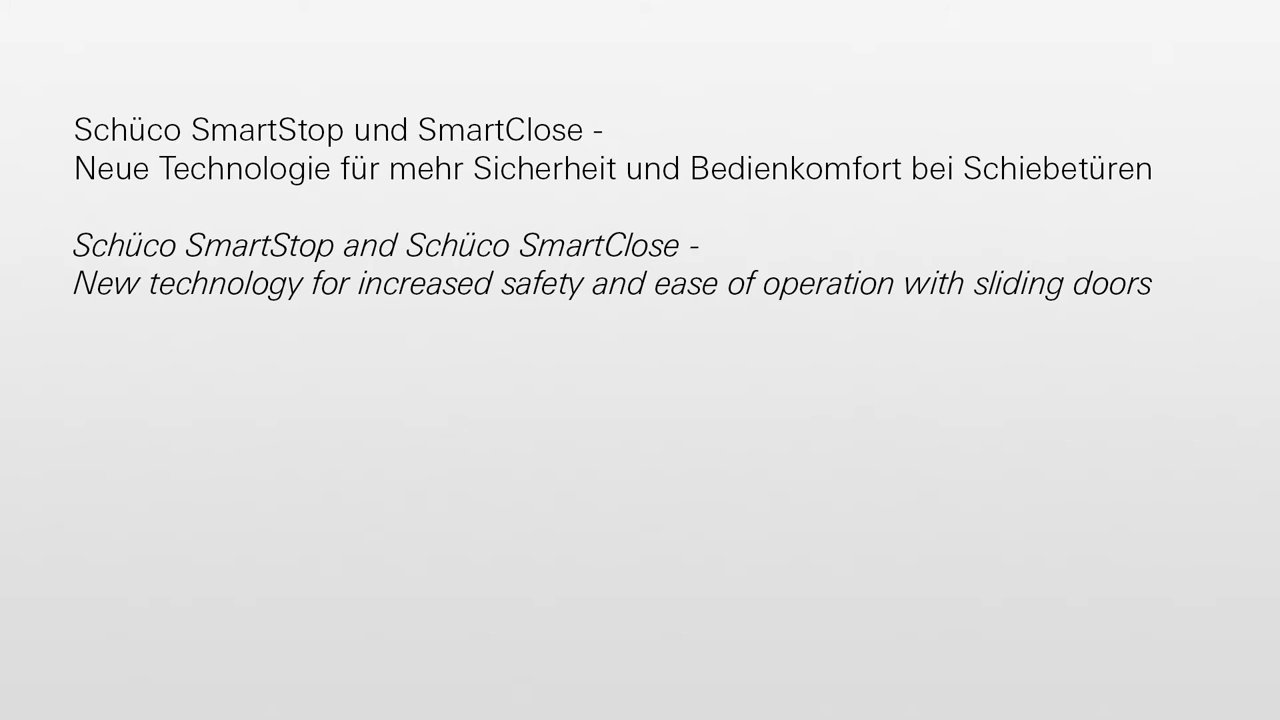 Schüco SmartStop und SmartClose -
Neue Technologie für mehr Sicherheit und Bedienkomfort bei Schiebetüren
Schüco SmartStop and Schüco SmartClose -
New technology for increased safety and ease of operation with sliding doors